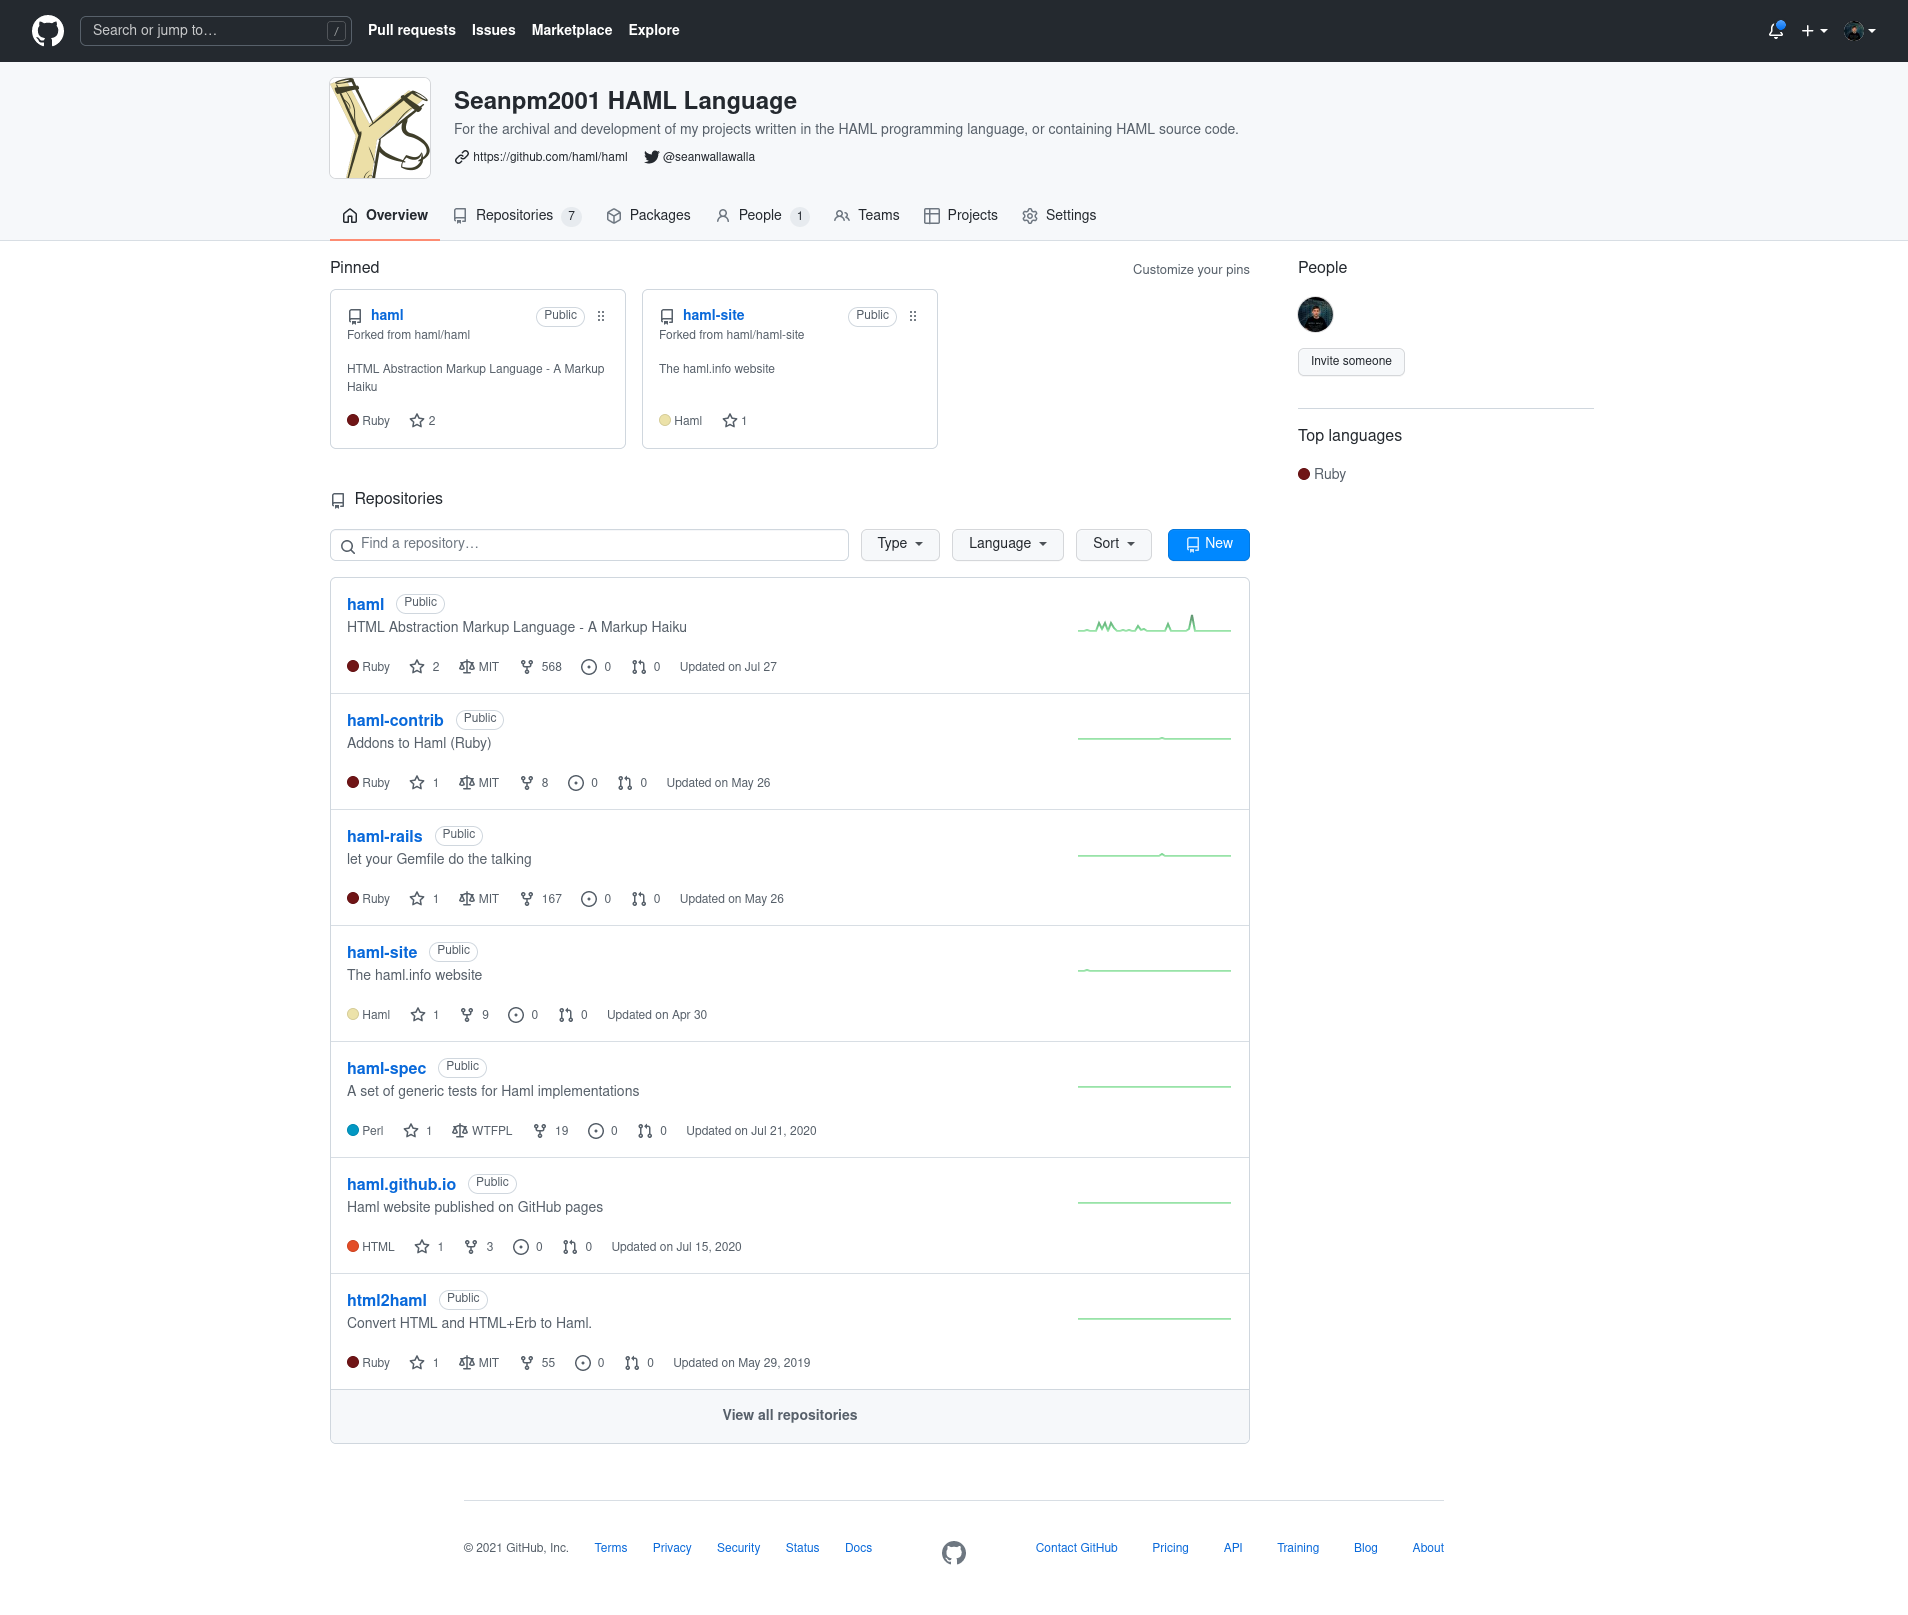 Search or jump to… /
Pull requests Issues Marketplace Explore
Seanpm2001 HAML Language
For the archival and development of my projects written in the HAML programming language, or containing HAML source code.
https://github.com/haml/haml @seanwallawalla
Overview Repositories 7 Packages People 1 Teams Projects Settings
Pinned Customize your pins
haml Public
Forked from haml/haml
HTML Abstraction Markup Language - A Markup
Haiku
Ruby 2
haml-site Public
Forked from haml/haml-site
The haml.info website
Haml 1
People
Invite someone
Top languages
Ruby
Repositories
Find a repository… Type Language Sort New
haml Public
HTML Abstraction Markup Language - A Markup Haiku
Ruby 2 MIT 568 0 0 Updated on Jul 27
haml-contrib Public
Addons to Haml (Ruby)
Ruby 1 MIT 8 0 0 Updated on May 26
haml-rails Public
let your Gemfile do the talking
Ruby 1 MIT 167 0 0 Updated on May 26
haml-site Public
The haml.info website
Haml 1 9 0 0 Updated on Apr 30
haml-spec Public
A set of generic tests for Haml implementations
Perl 1 WTFPL 19 0 0 Updated on Jul 21, 2020
haml.github.io Public
Haml website published on GitHub pages
HTML 1 3 0 0 Updated on Jul 15, 2020
html2haml Public
Convert HTML and HTML+Erb to Haml.
Ruby 1 MIT 55 0 0 Updated on May 29, 2019
View all repositories
© 2021 GitHub, Inc. Terms Privacy Security Status Docs Contact GitHub Pricing API Training Blog About